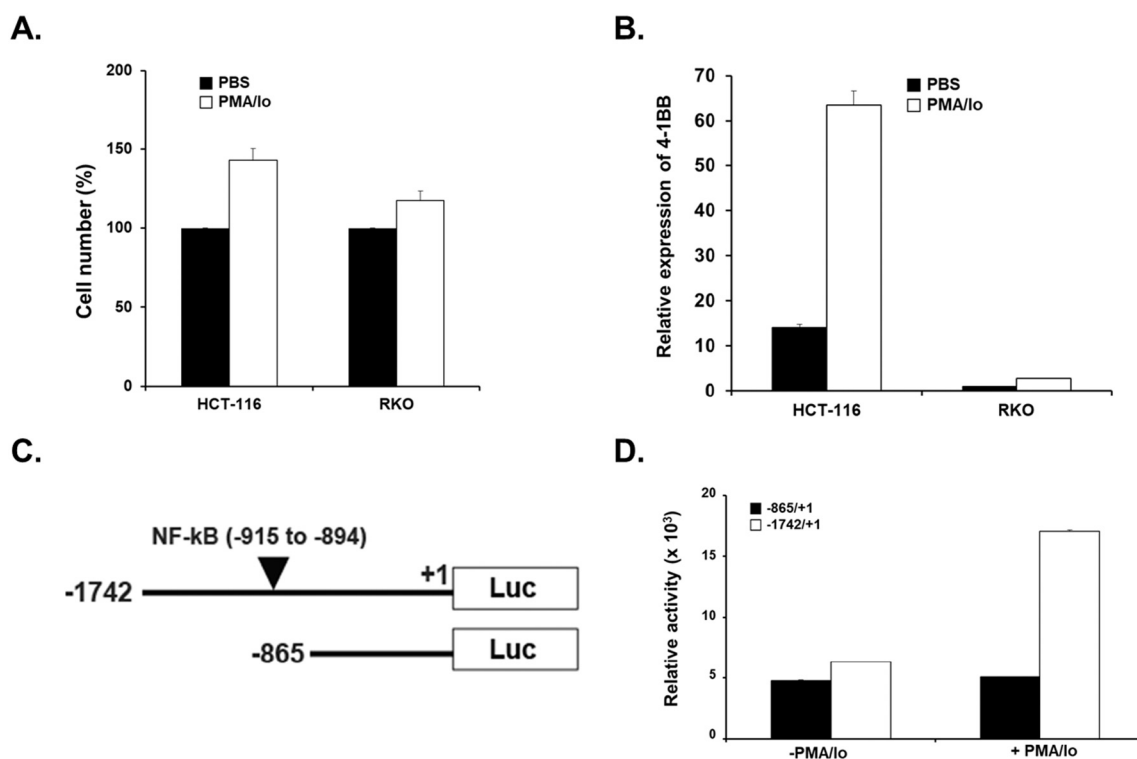 A.
Cell number (%)
200
150
100
50
0
PBS
PMA/Io
HCT-116
RKO
B.
Relative expression of 4-1BB
70
60
50
40
30
20
10
0
PBS
PMA/Io
HCT-116
RKO
C.
NF-kB (-915 to -894)
-1742
+1
Luc
-865
Luc
D.
Relative activity (x 10³)
20
15
10
5
0
-865/+1
-1742/+1
-PMA/Io
+ PMA/Io